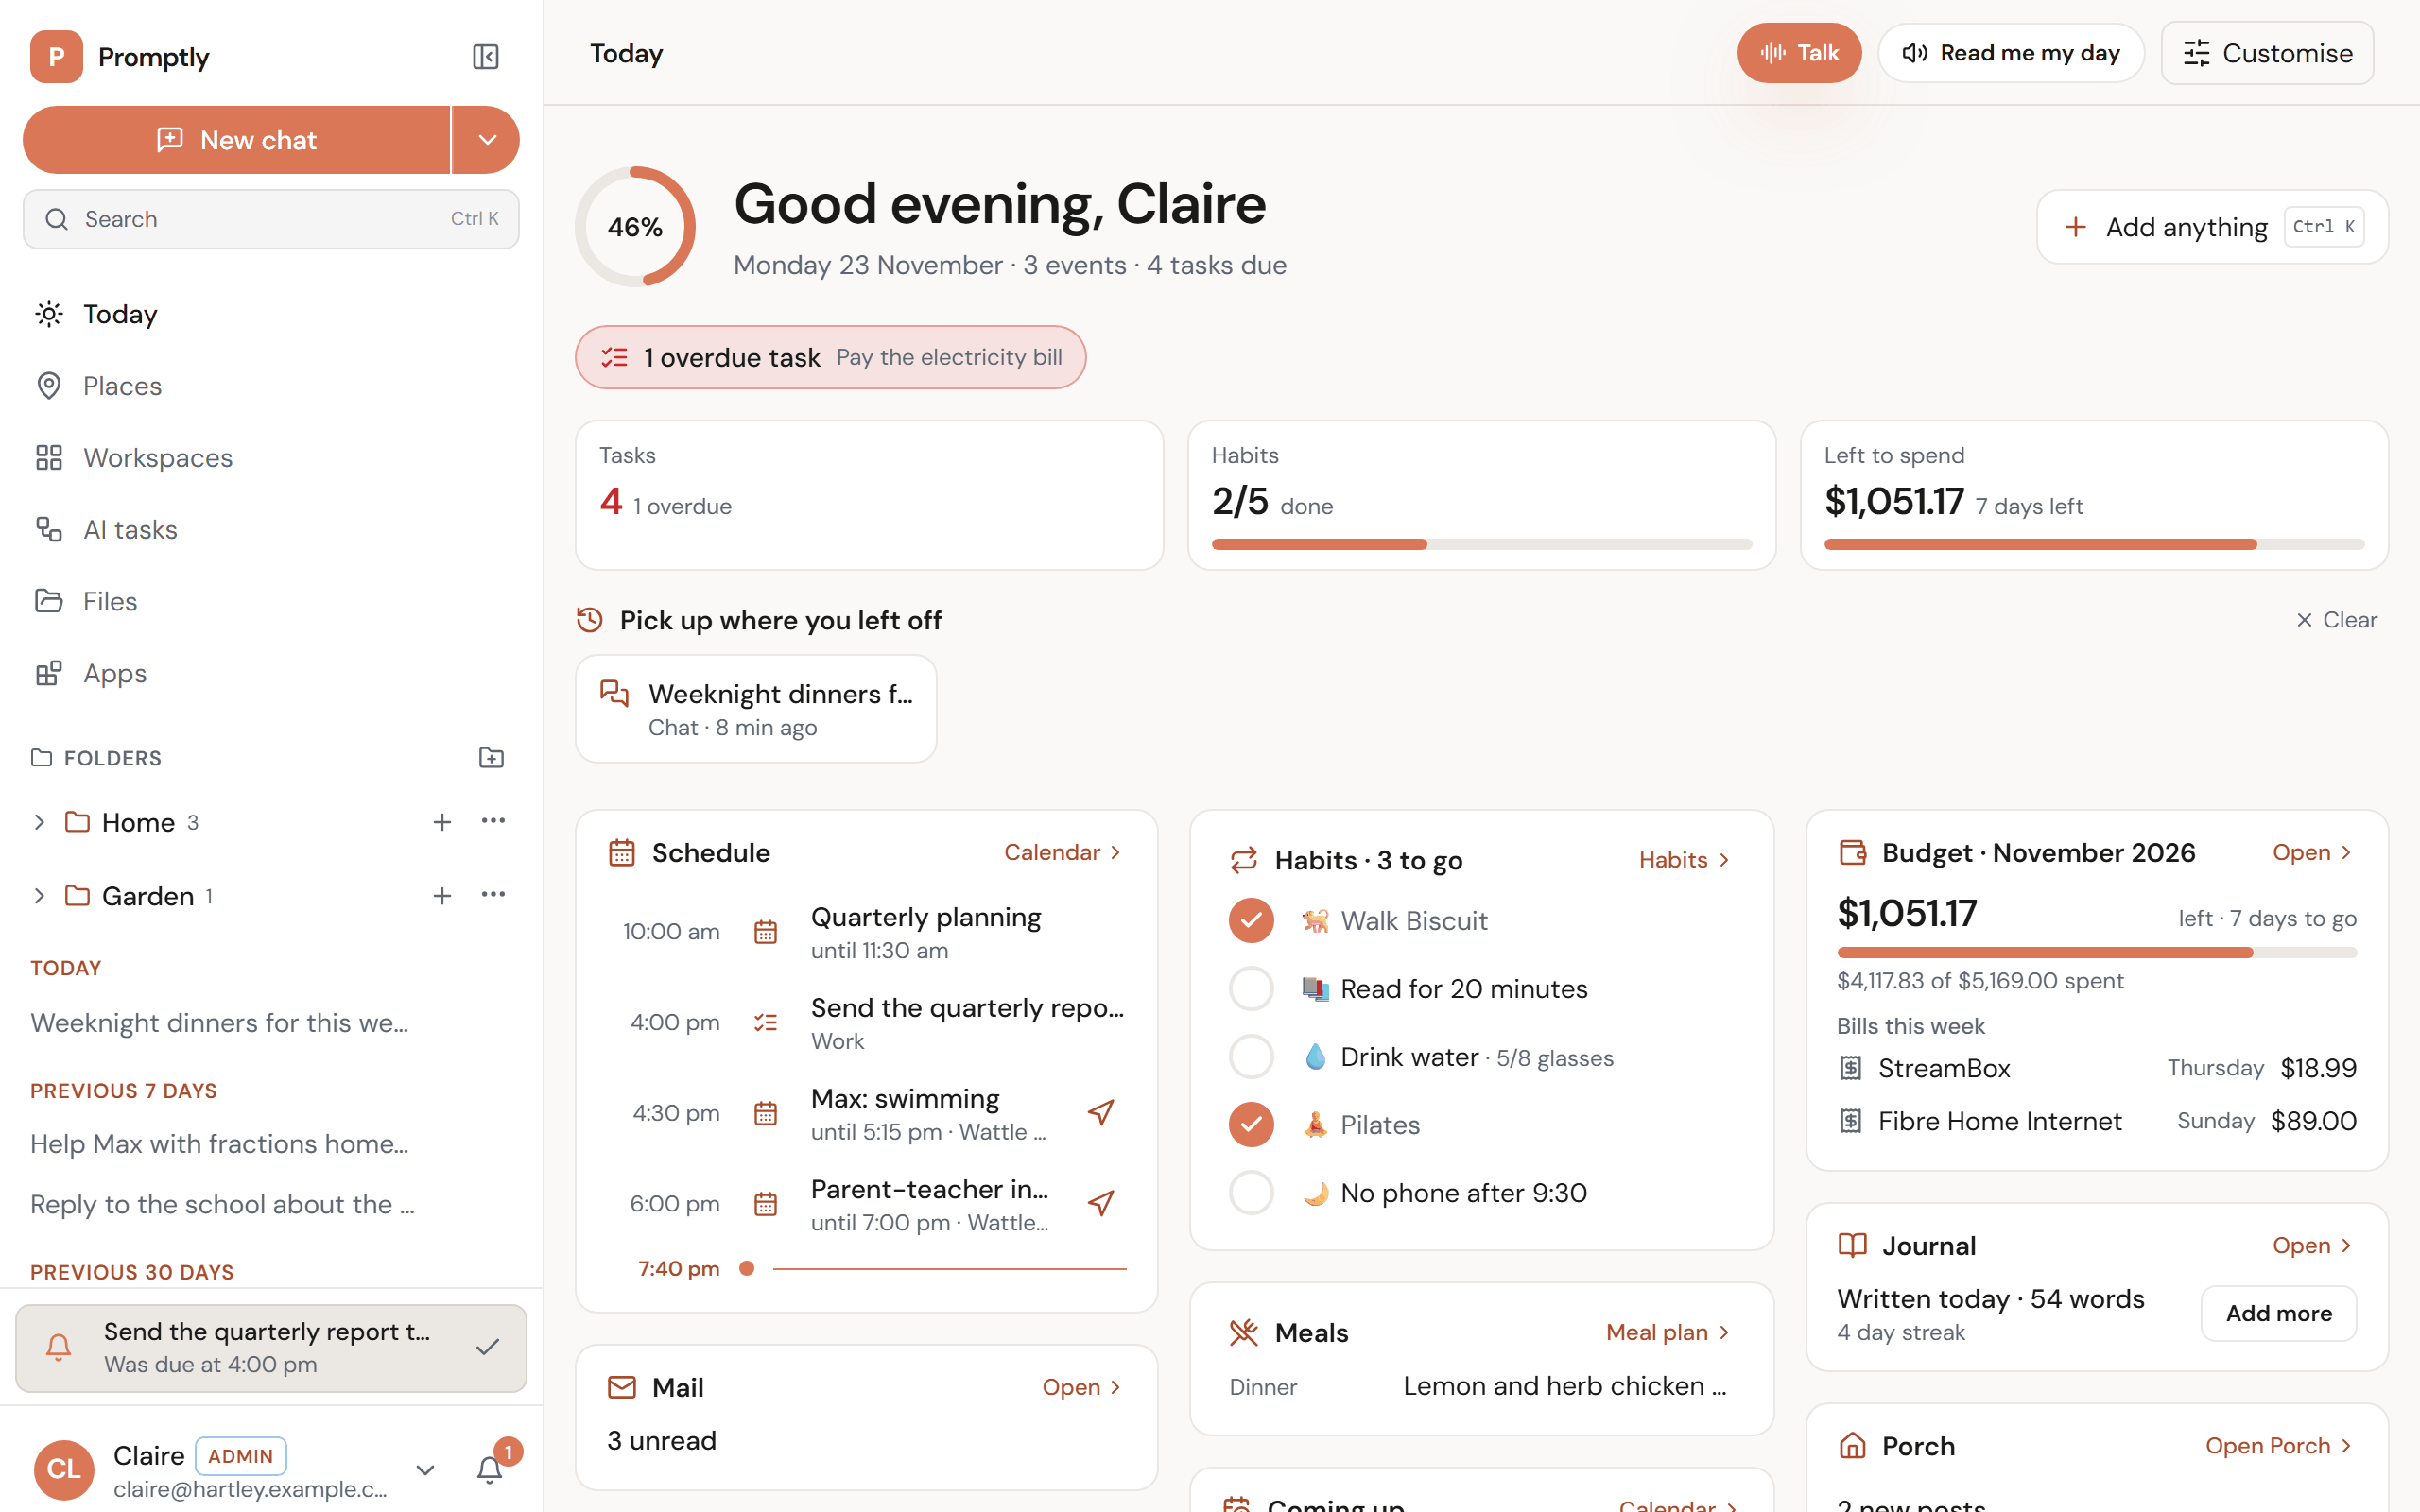 P Promptly
New chat
Search Ctrl K
Today
Places
Workspaces
AI tasks
Files
Apps
FOLDERS
Home 3
Garden 1
TODAY
Weeknight dinners for this we...
PREVIOUS 7 DAYS
Help Max with fractions home...
Reply to the school about the ...
PREVIOUS 30 DAYS
Send the quarterly report t...
Was due at 4:00 pm
CL Claire ADMIN
claire@hartley.example.c...
1
Today
Talk
Read me my day
Customise
46%
Good evening, Claire
Monday 23 November · 3 events · 4 tasks due
Add anything Ctrl K
1 overdue task Pay the electricity bill
Tasks
4 1 overdue
Habits
2/5 done
Left to spend
$1,051.17 7 days left
Pick up where you left off
Clear
Weeknight dinners f...
Chat · 8 min ago
Schedule Calendar
10:00 am Quarterly planning
until 11:30 am
4:00 pm Send the quarterly repo...
Work
4:30 pm Max: swimming
until 5:15 pm · Wattle ...
6:00 pm Parent-teacher in...
until 7:00 pm · Wattle...
7:40 pm
Mail Open
3 unread
Habits · 3 to go Habits
Walk Biscuit
Read for 20 minutes
Drink water · 5/8 glasses
Pilates
No phone after 9:30
Meals Meal plan
Dinner Lemon and herb chicken ...
Coming up Calendar
Budget · November 2026 Open
$1,051.17 left · 7 days to go
$4,117.83 of $5,169.00 spent
Bills this week
StreamBox Thursday $18.99
Fibre Home Internet Sunday $89.00
Journal Open
Written today · 54 words
4 day streak
Add more
Porch Open Porch
2 new posts